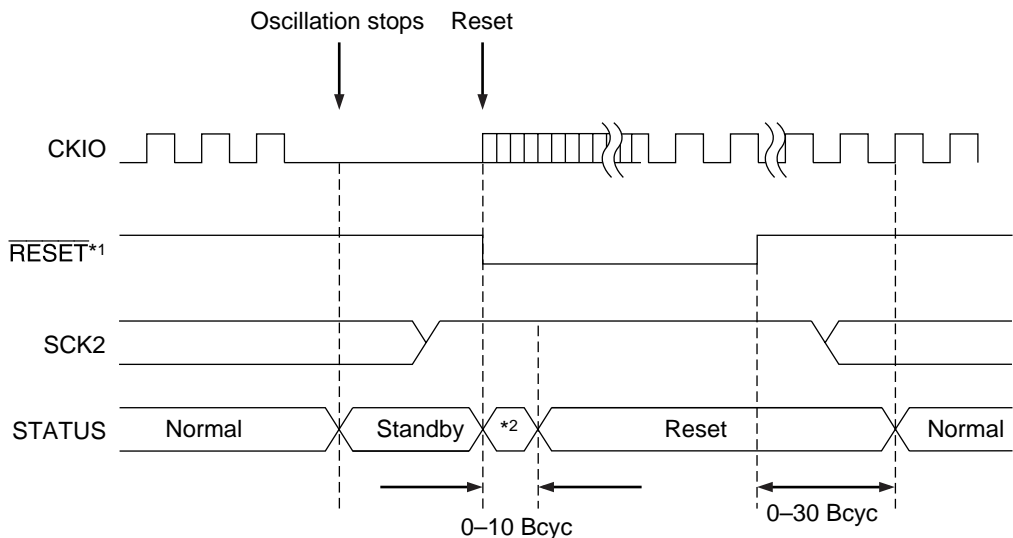 Oscillation stops Reset
CKIO
RESET*1
SCK2
STATUS Normal Standby *2 Reset Normal
0–10 Bcyc 0–30 Bcyc